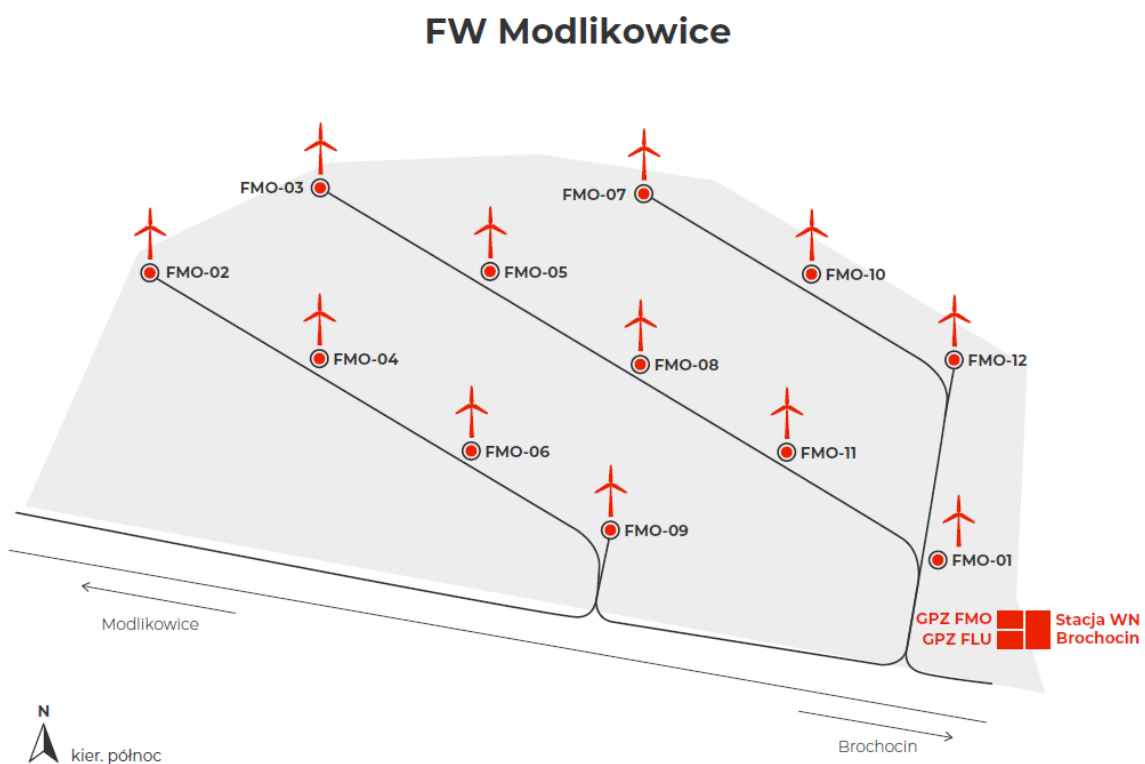 FW Modlikowice
FMO-03
FMO-07
FMO-02
FMO-05
FMO-10
FMO-04
FMO-08
FMO-12
FMO-06
FMO-11
FMO-09
FMO-01
GPZ FMO
GPZ FLU
Stacja WN
Brochocin
Modlikowice
N
kier. północ
Brochocin